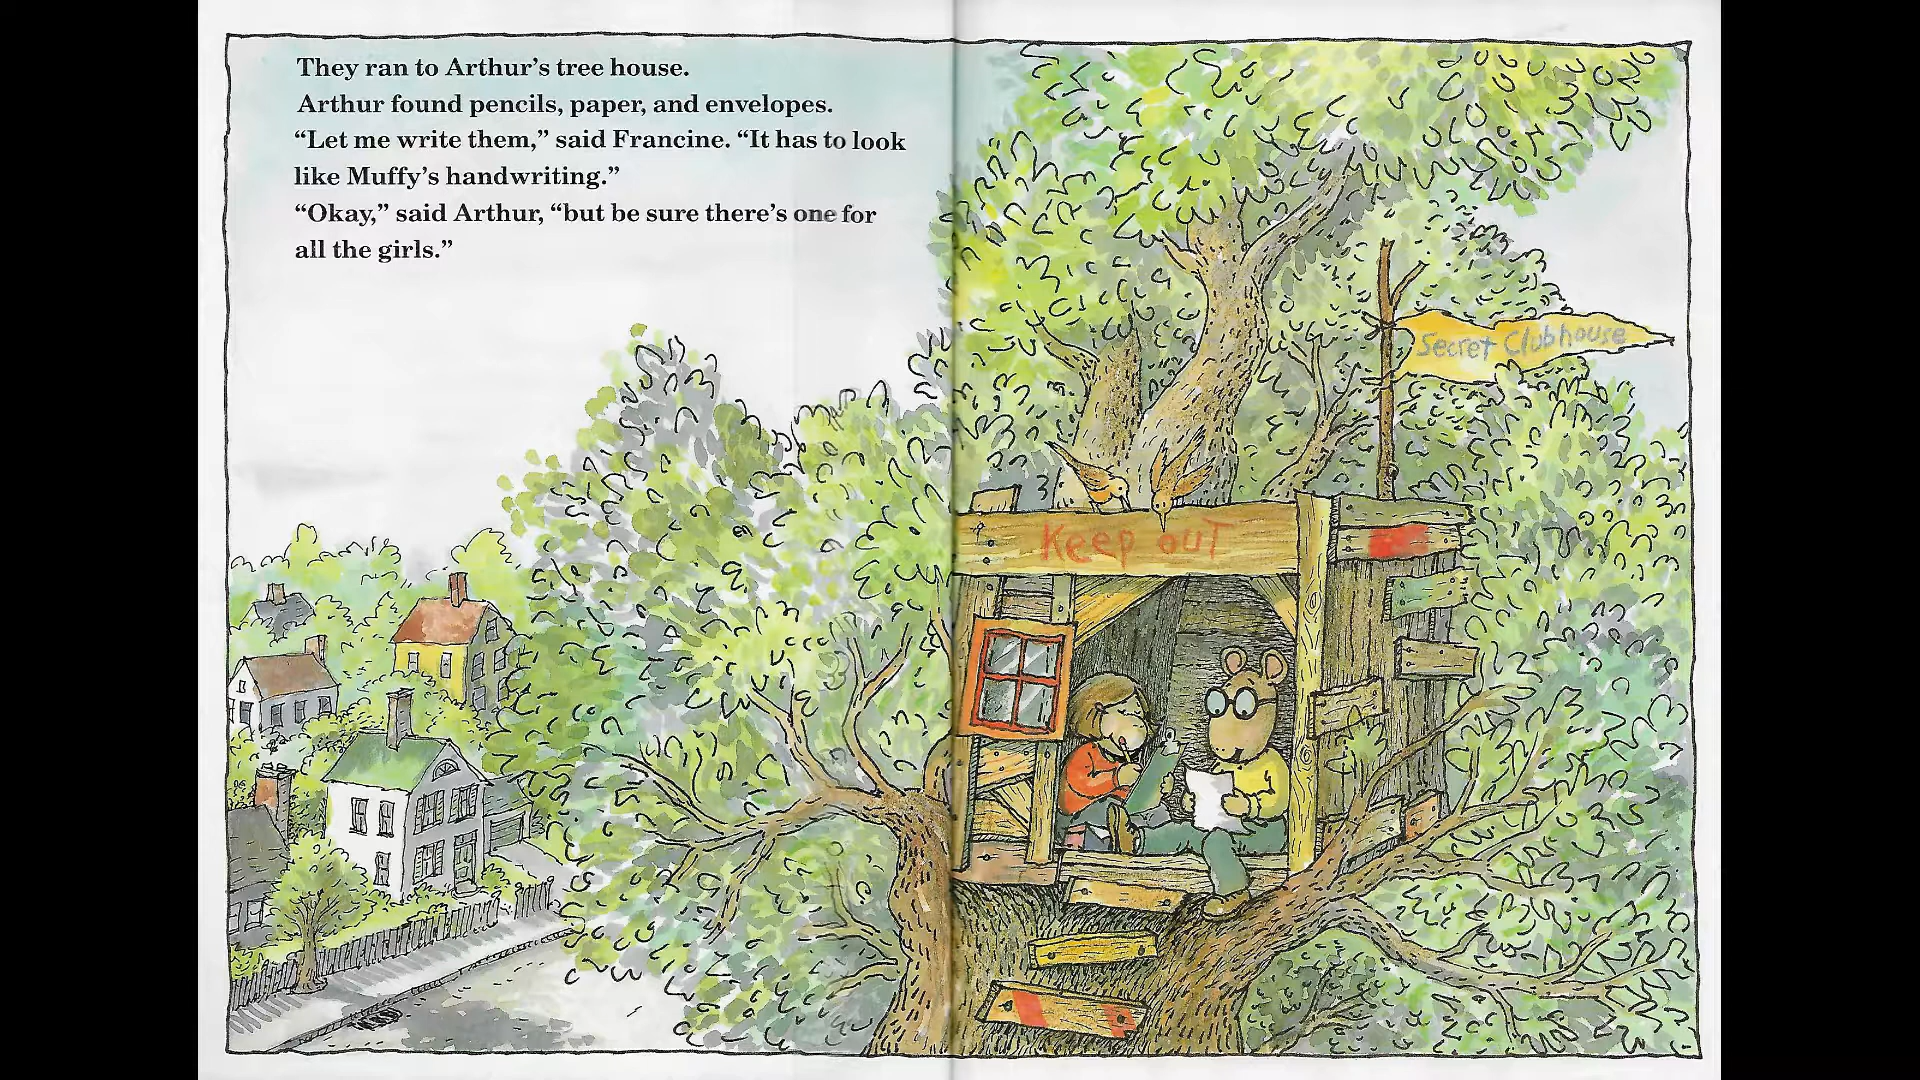 They ran to Arthur’s tree house.
Arthur found pencils, paper, and envelopes.
“Let me write them,” said Francine. “It has to look
like Muffy’s handwriting.”
“Okay,” said Arthur, “but be sure there’s one for
all the girls.”
Secret Clubhouse
Keep ouT